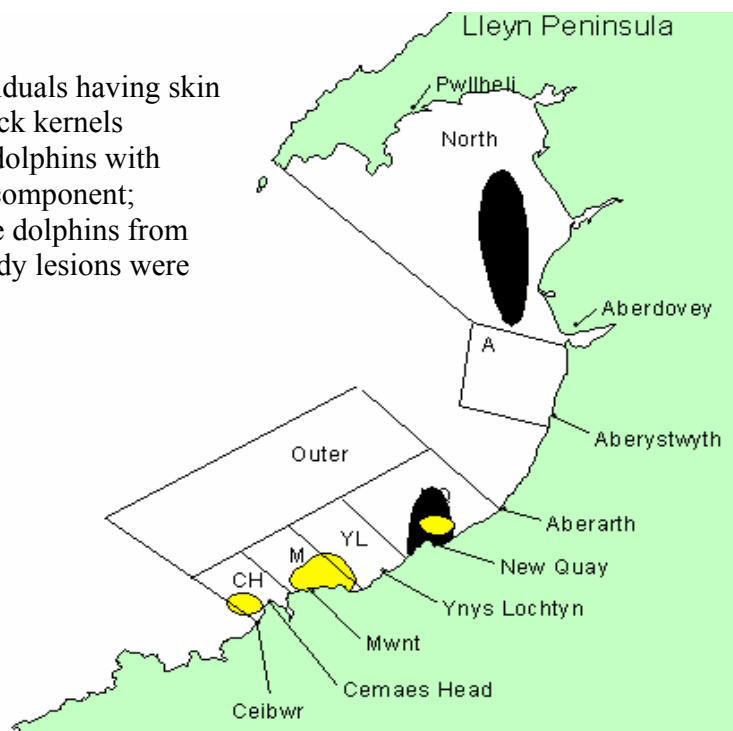 Lleyn Peninsula
iduals having skin
ck kernels
dolphins with
component;
e dolphins from
dy lesions were
Pwllheli
North
Aberdovey
A
Aberystwyth
Outer
Aberarth
YL
M
New Quay
CH
Ynys Lochtyn
Mwnt
Cemaes Head
Ceibwr